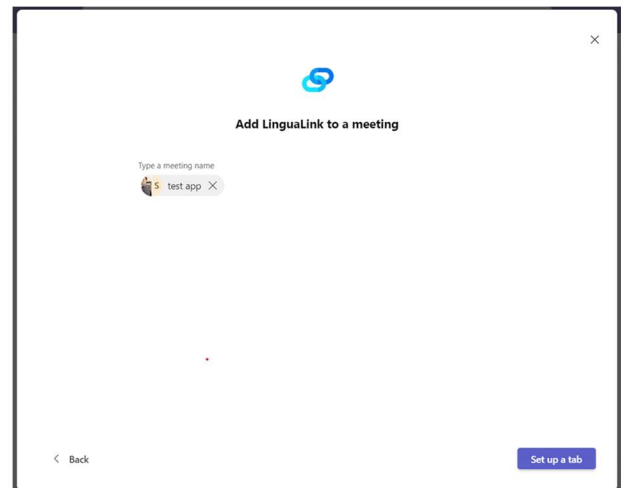 Add LinguaLink to a meeting
Type a meeting name
S test app
Back
Set up a tab